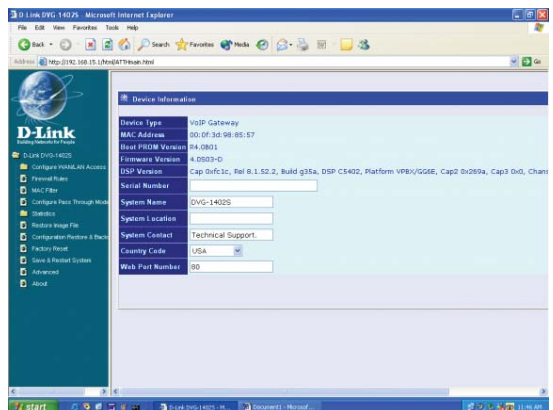 D-Link DVG-1402S - Microsoft Internet Explorer
File Edit View Favorites Tools Help
Back Search Favorites Media
Address http://192.168.15.1/html/ATTHmain.html Go
D-Link
Building Networks for People
D-Link DVG-1402S
Configure WAN/LAN Access
Firewall Rules
MAC Filter
Configure Pass Through Mode
Statistics
Restore Image File
Configuration Restore & Back
Factory Reset
Save & Restart System
Advanced
About
Device Information
Device Type VoIP Gateway
MAC Address 00:0f:3d:98:85:57
Boot PROM Version R4.0801
Firmware Version 4.0S03-D
DSP Version Cap 0xfc1c, Rel 8.1.52.2, Build g35a, DSP C5402, Platform VPBX/GG6E, Cap2 0x269a, Cap3 0x0, Chans
Serial Number
System Name DVG-1402S
System Location
System Contact Technical Support.
Country Code USA
Web Port Number 80
start D-Link DVG-1402S - M... Document1 - Microsof... 11:46 AM